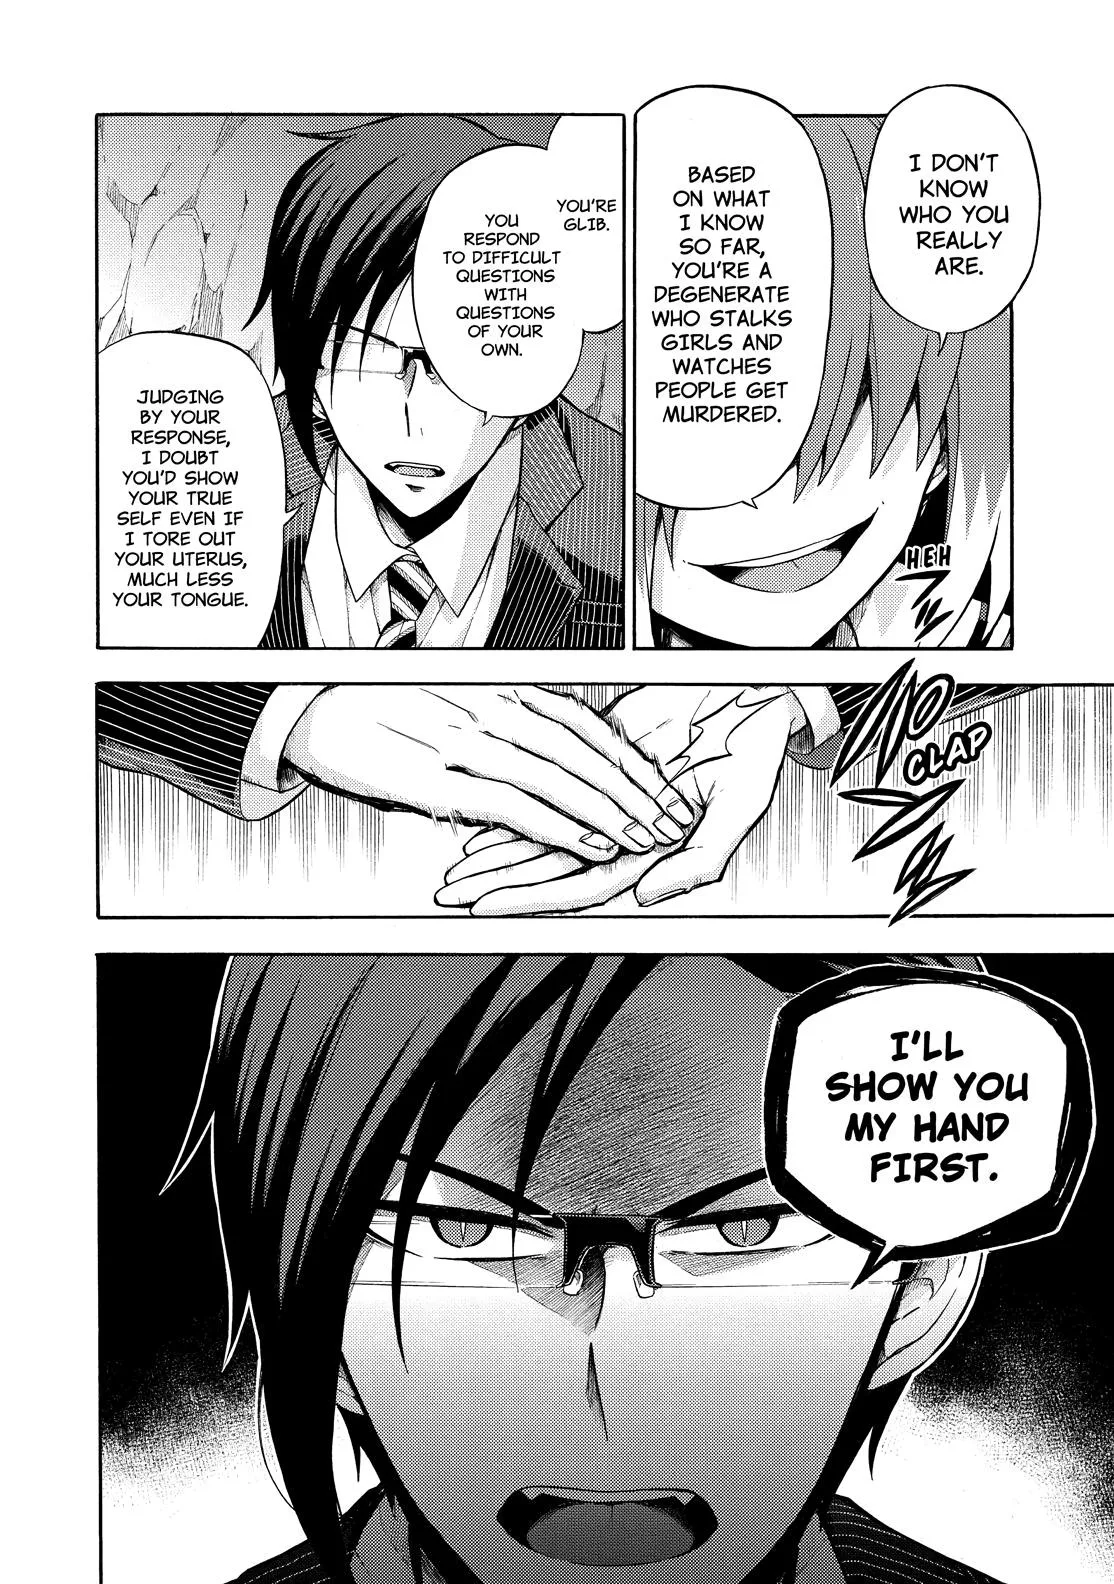 I DON'T
KNOW
WHO YOU
REALLY
ARE.
BASED
ON WHAT
I KNOW
SO FAR,
YOU'RE A
DEGENERATE
WHO STALKS
GIRLS AND
WATCHES
PEOPLE GET
MURDERED.
HEH
YOU'RE
GLIB.
YOU
RESPOND
TO DIFFICULT
QUESTIONS
WITH
QUESTIONS
OF YOUR
OWN.
JUDGING
BY YOUR
RESPONSE,
I DOUBT
YOU'D SHOW
YOUR TRUE
SELF EVEN IF
I TORE OUT
YOUR UTERUS,
MUCH LESS
YOUR TONGUE.
CLAP
I'LL
SHOW YOU
MY HAND
FIRST.